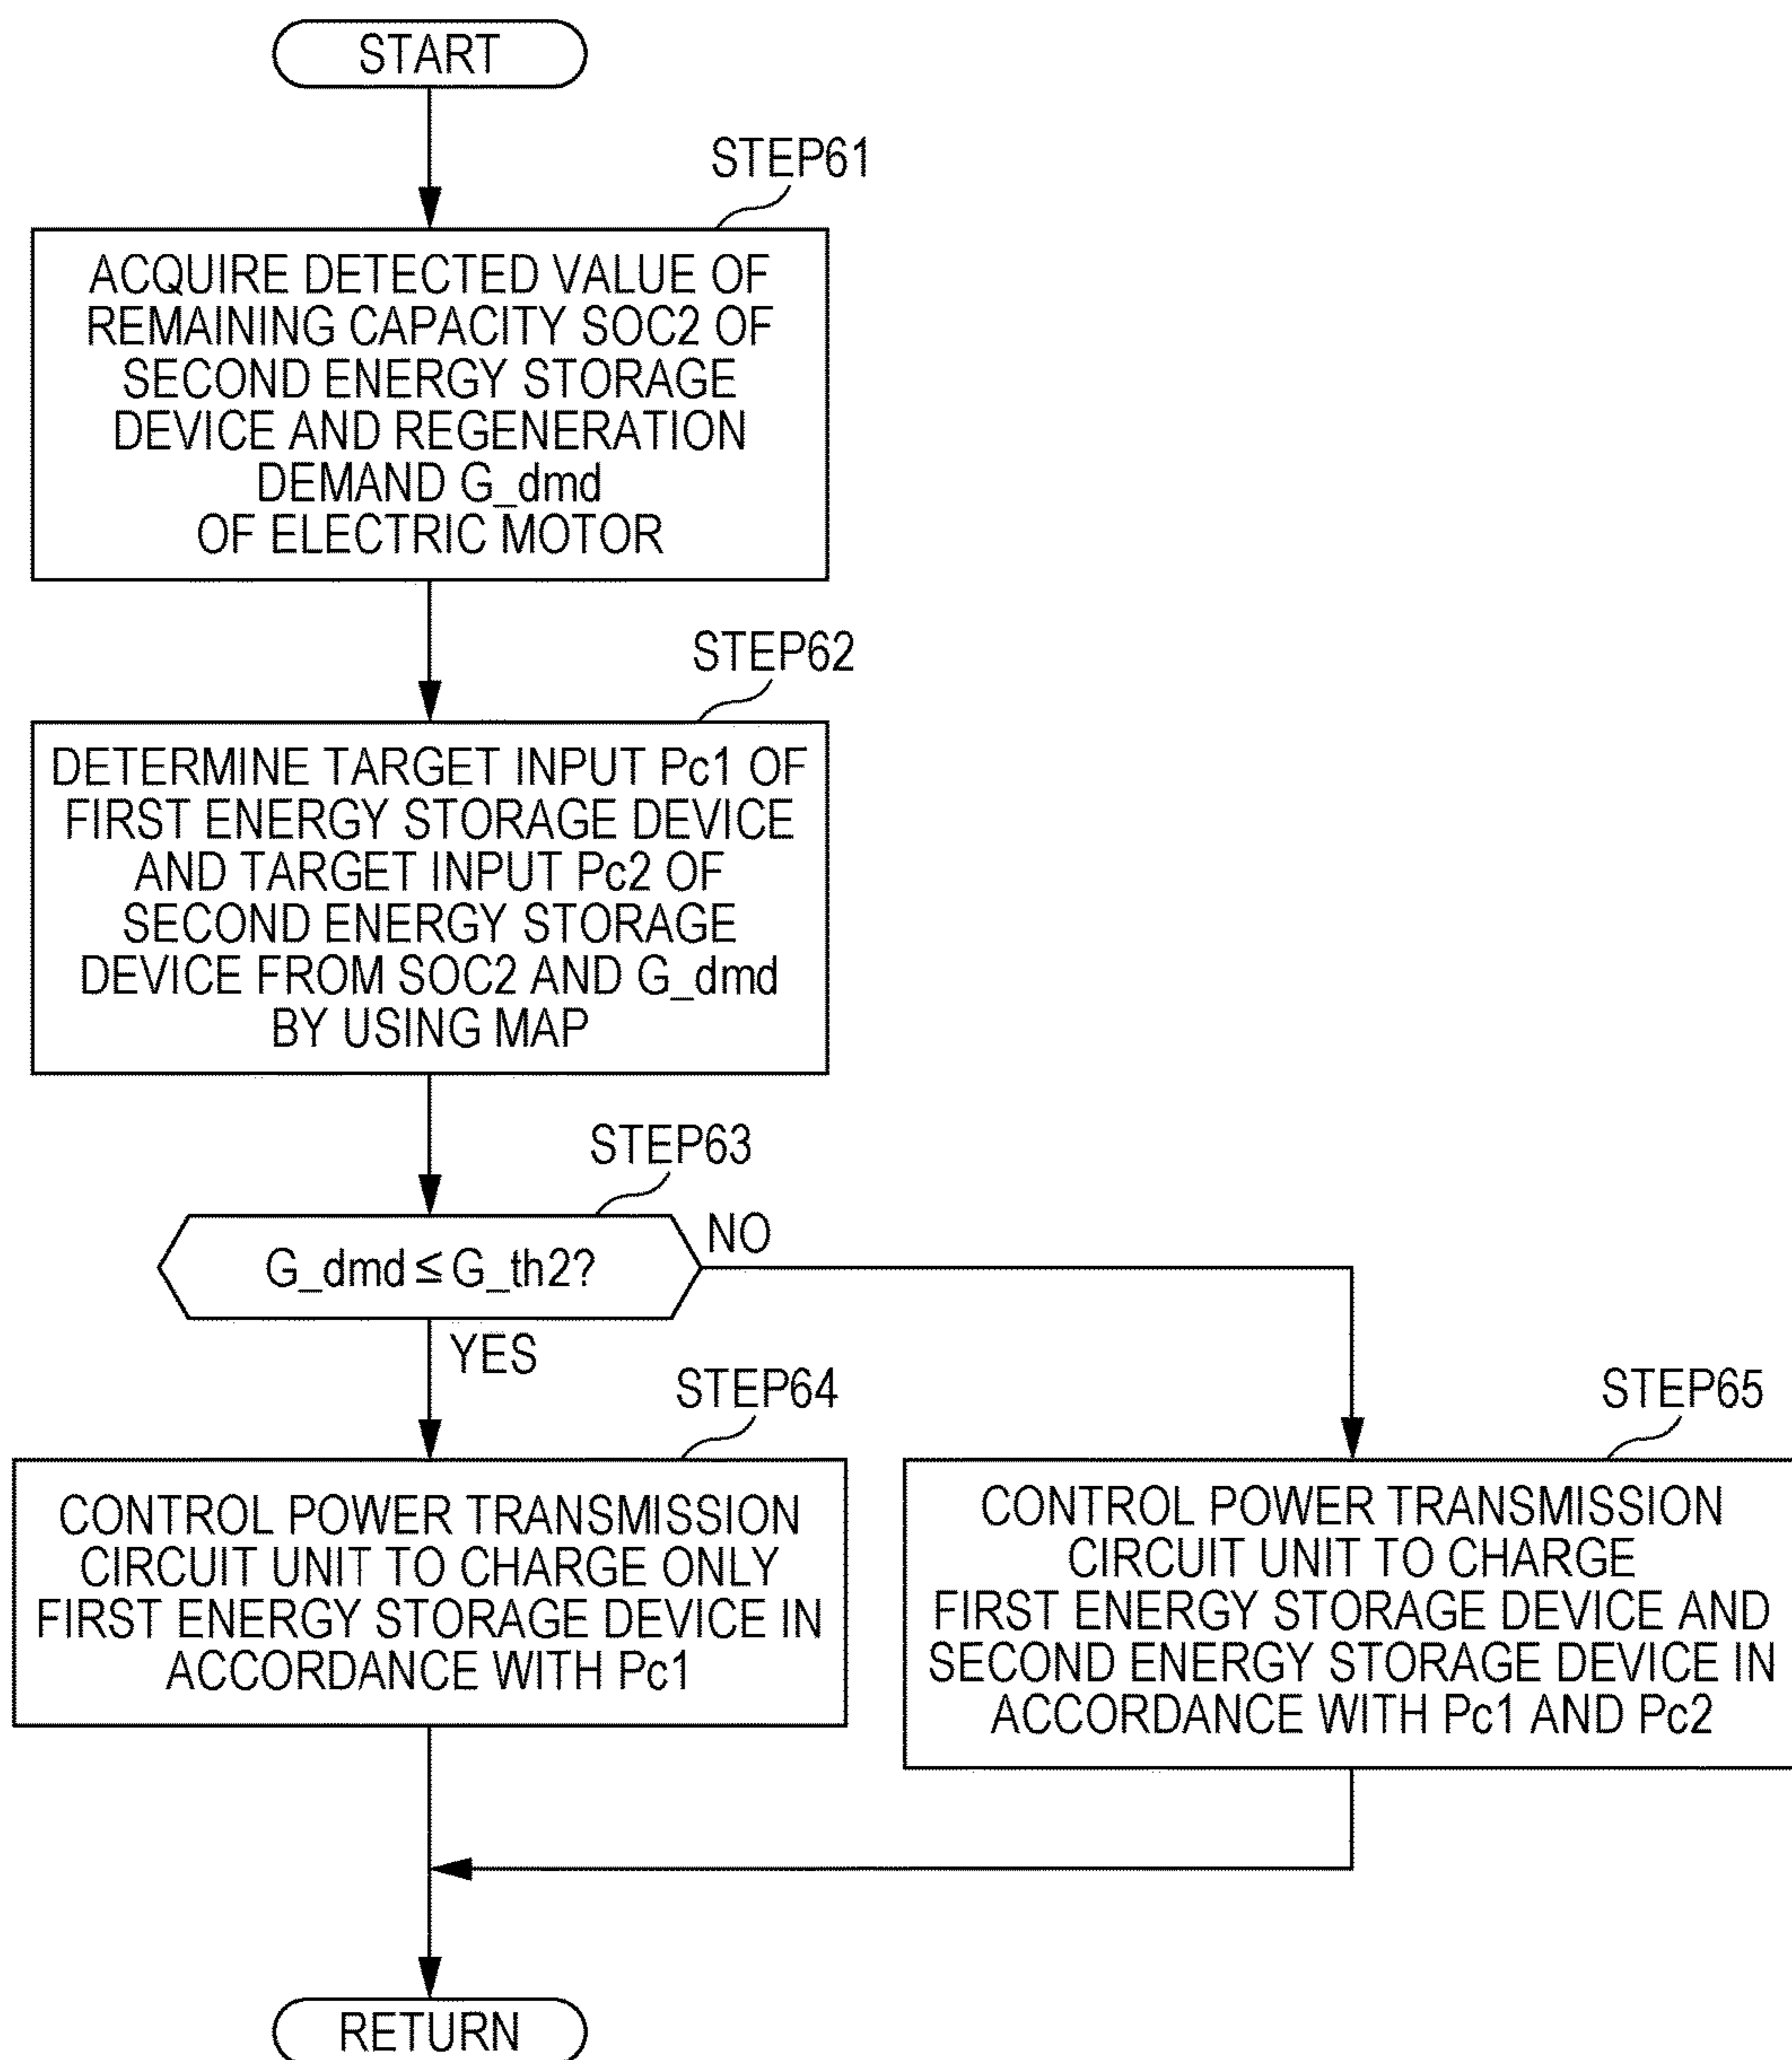 START
STEP61
ACQUIRE DETECTED VALUE OF
REMAINING CAPACITY SOC2 OF
SECOND ENERGY STORAGE
DEVICE AND REGENERATION
DEMAND G_dmd
OF ELECTRIC MOTOR
STEP62
DETERMINE TARGET INPUT Pc1 OF
FIRST ENERGY STORAGE DEVICE
AND TARGET INPUT Pc2 OF
SECOND ENERGY STORAGE
DEVICE FROM SOC2 AND G_dmd
BY USING MAP
STEP63
G_dmd ≤ G_th2?
NO
YES
STEP64
CONTROL POWER TRANSMISSION
CIRCUIT UNIT TO CHARGE ONLY
FIRST ENERGY STORAGE DEVICE IN
ACCORDANCE WITH Pc1
STEP65
CONTROL POWER TRANSMISSION
CIRCUIT UNIT TO CHARGE
FIRST ENERGY STORAGE DEVICE AND
SECOND ENERGY STORAGE DEVICE IN
ACCORDANCE WITH Pc1 AND Pc2
RETURN